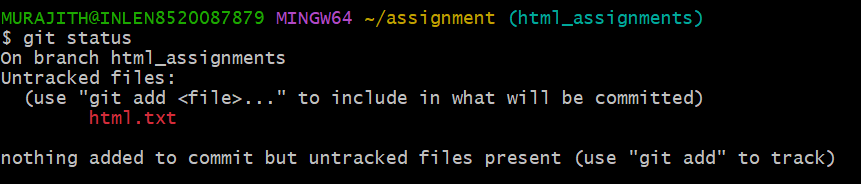 MURAJITH@INLEN8520087879 MINGW64 ~/assignment (html_assignments)
$ git status
On branch html_assignments
Untracked files:
  (use "git add <file>..." to include in what will be committed)
        html.txt

nothing added to commit but untracked files present (use "git add" to track)